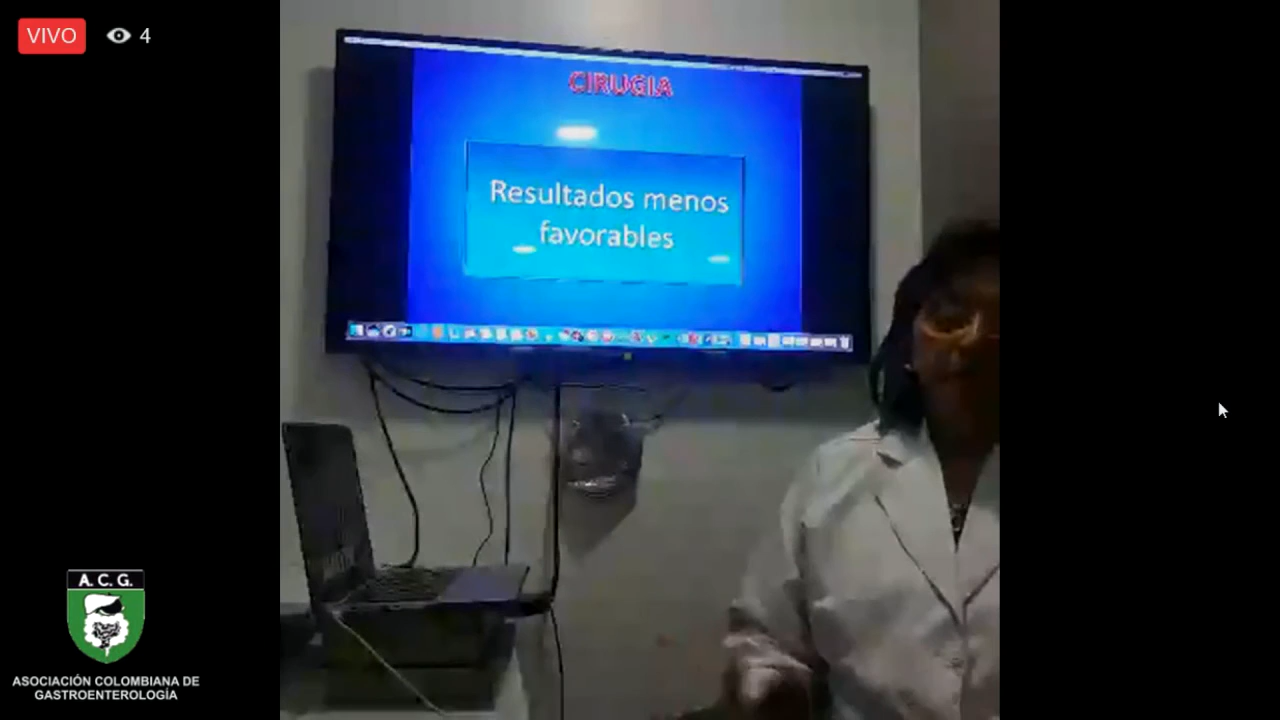 VIVO
4
CIRUGIA
Resultados menos
favorables
A. C. G.
ASOCIACIÓN COLOMBIANA DE
GASTROENTEROLOGÍA